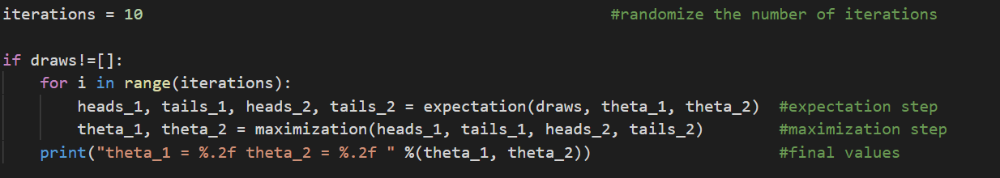 iterations = 10 #randomize the number of iterations
if draws!=[]:
for i in range(iterations):
heads_1, tails_1, heads_2, tails_2 = expectation(draws, theta_1, theta_2) #expectation step
theta_1, theta_2 = maximization(heads_1, tails_1, heads_2, tails_2) #maximization step
print("theta_1 = %.2f theta_2 = %.2f " %(theta_1, theta_2)) #final values